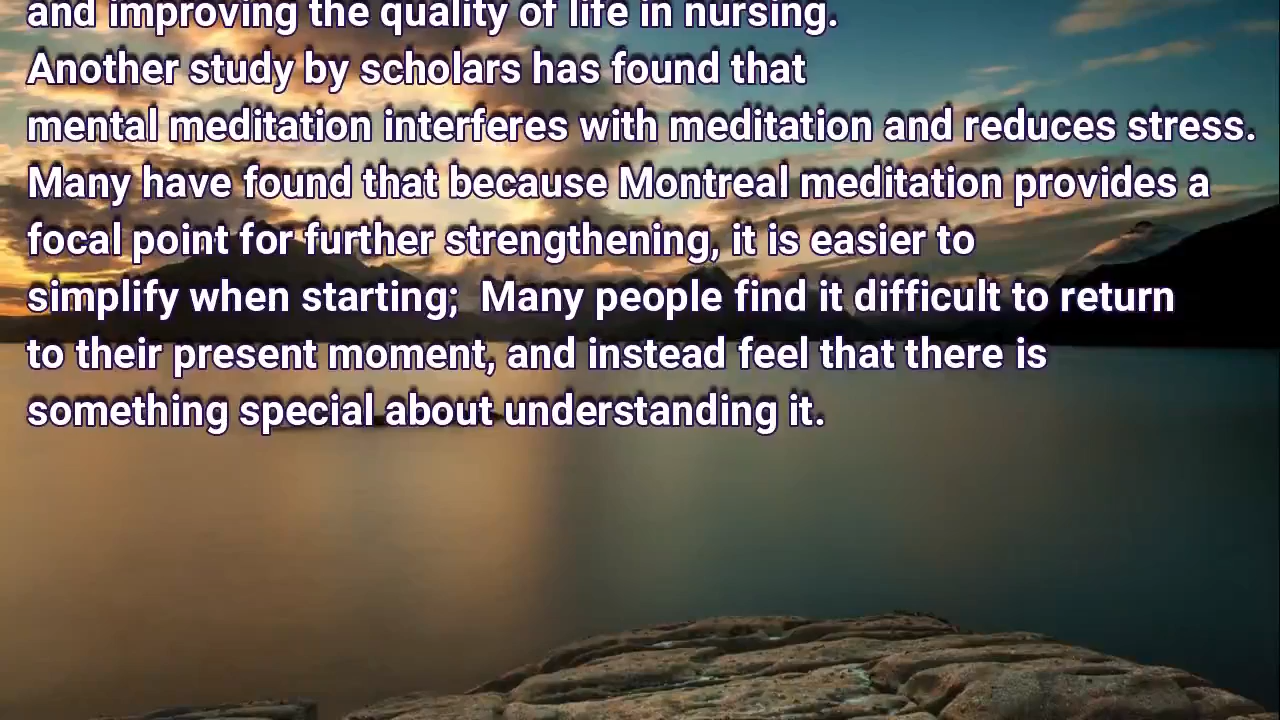 and improving the quality of life in nursing.
Another study by scholars has found that
mental meditation interferes with meditation and reduces stress.
Many have found that because Montreal meditation provides a
focal point for further strengthening, it is easier to
simplify when starting;  Many people find it difficult to return
to their present moment, and instead feel that there is
something special about understanding it.